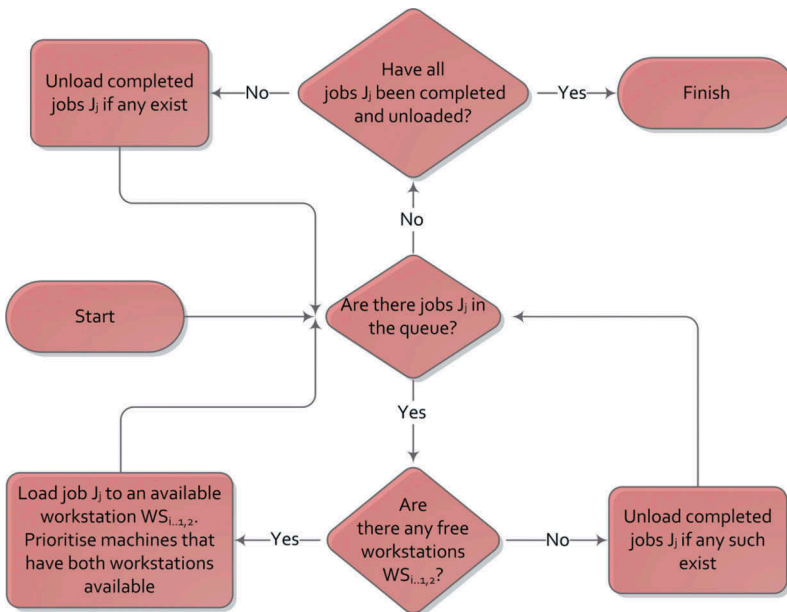 Unload completed
jobs Jj if any exist
No
Have all
jobs Jj been completed
and unloaded?
Yes
Finish
No
Start
Are there jobs Jj in
the queue?
Yes
Load job Jj to an available
workstation WSi..1,2.
Prioritise machines that
have both workstations
available
Yes
Are
there any free
workstations
WSi..1,2?
No
Unload completed
jobs Jj if any such
exist